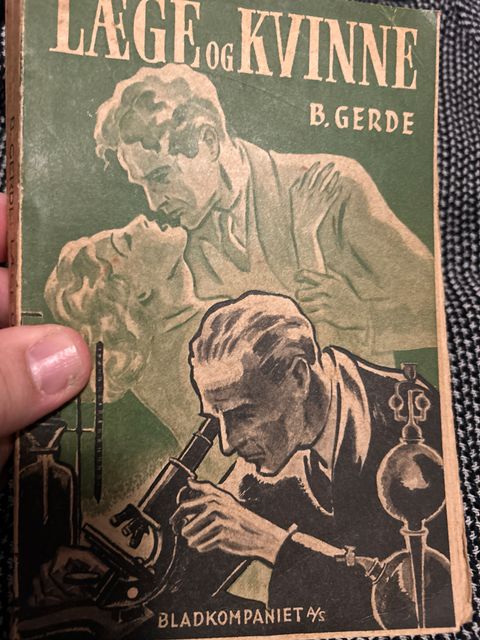 LÆGE OG KVINNE
B. GERDE
BLADKOMPANIET A/S